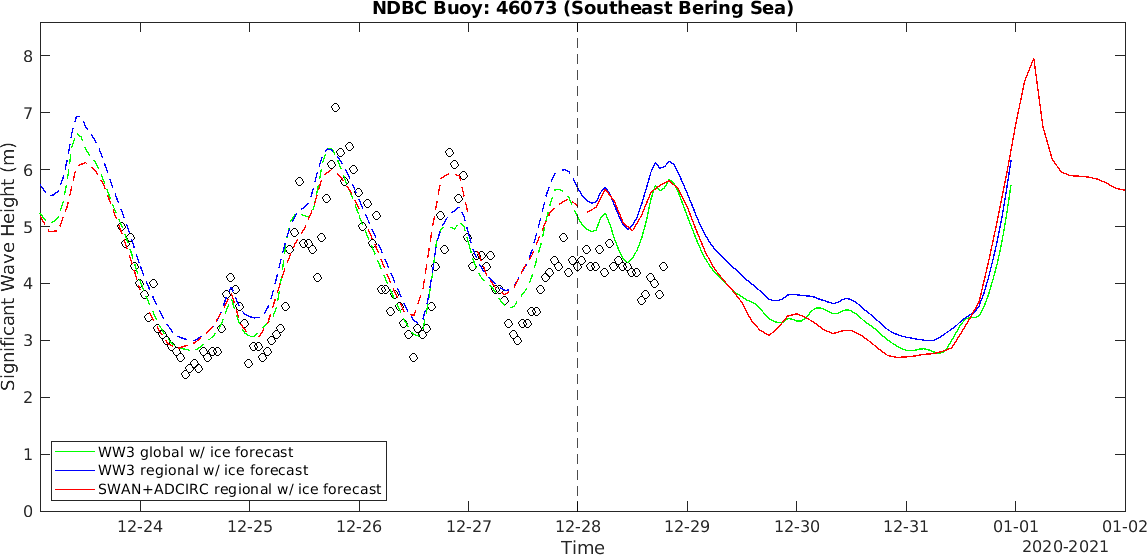 NDBC Buoy: 46073 (Southeast Bering Sea)
Significant Wave Height (m)
8
7
6
5
4
3
2
1
0
WW3 global w/ ice forecast
WW3 regional w/ ice forecast
SWAN+ADCIRC regional w/ ice forecast
12-24 12-25 12-26 12-27 12-28 12-29 12-30 12-31 01-01 01-02
Time
2020-2021